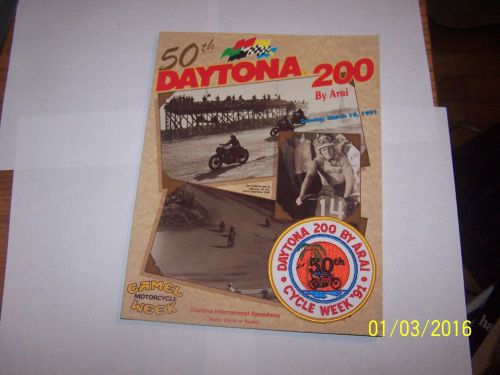 50th
DAYTONA 200
By Arai
Sunday, March 10, 1991
14
DAYTONA 200 BY ARAI
50th
CYCLE WEEK '91
CAMEL
MOTORCYCLE
WEEK
Daytona International Speedway
01/03/2016